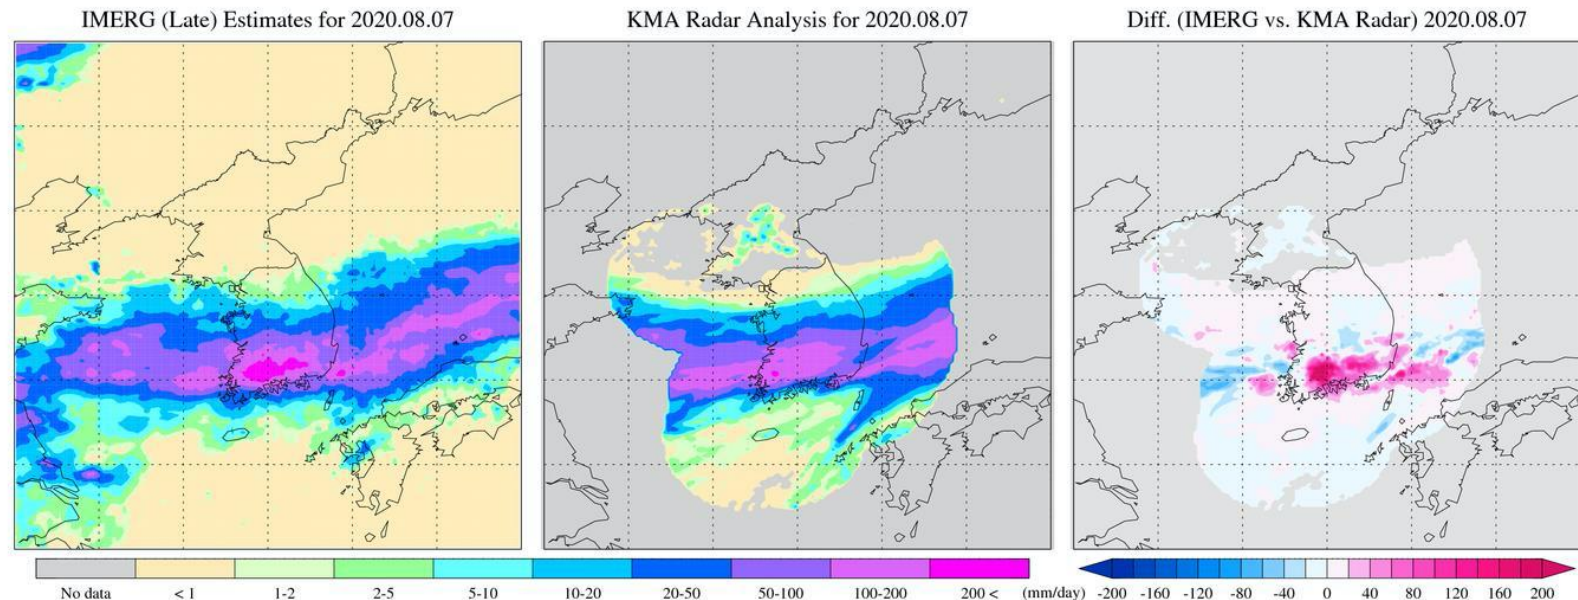 IMERG (Late) Estimates for 2020.08.07
KMA Radar Analysis for 2020.08.07
Diff. (IMERG vs. KMA Radar) 2020.08.07
No data < 1 1-2 2-5 5-10 10-20 20-50 50-100 100-200 200 < (mm/day)
-200 -160 -120 -80 -40 0 40 80 120 160 200